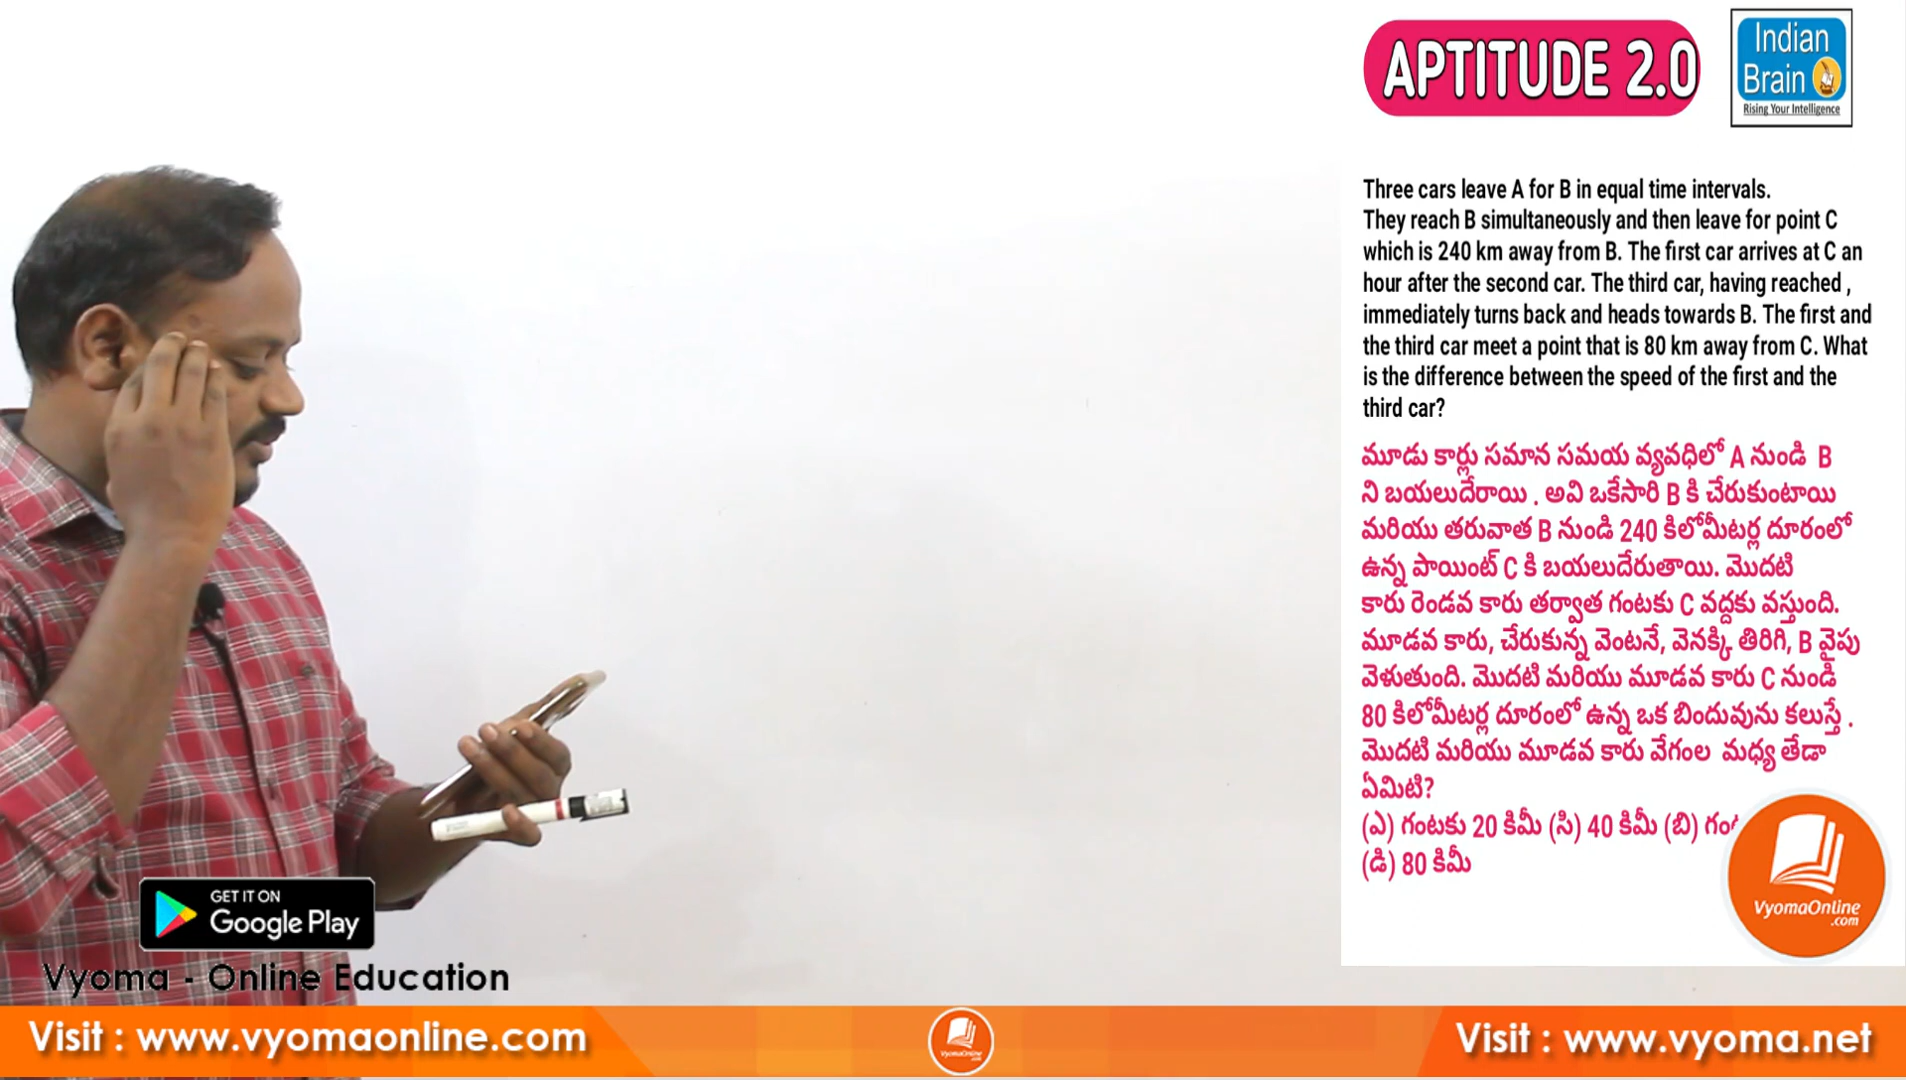 APTITUDE 2.0
Indian
Brain
Rising Your Intelligence
Three cars leave A for B in equal time intervals.
They reach B simultaneously and then leave for point C
which is 240 km away from B. The first car arrives at C an
hour after the second car. The third car, having reached ,
immediately turns back and heads towards B. The first and
the third car meet a point that is 80 km away from C. What
is the difference between the speed of the first and the
third car?
మూడు కార్లు సమాన సమయ వ్యవధిలో A నుండి B
ని బయలుదేరాయి . అవి ఒకేసారి B కి చేరుకుంటాయి
మరియు తరువాత B నుండి 240 కిలోమీటర్ల దూరంలో
ఉన్న పాయింట్ C కి బయలుదేరుతాయి. మొదటి
కారు రెండవ కారు తర్వాత గంటకు C వద్దకు వస్తుంది.
మూడవ కారు, చేరుకున్న వెంటనే, వెనక్కి తిరిగి, B వైపు
వెళుతుంది. మొదటి మరియు మూడవ కారు C నుండి
80 కిలోమీటర్ల దూరంలో ఉన్న ఒక బిందువును కలుస్తే .
మొదటి మరియు మూడవ కారు వేగంల మధ్య తేడా
ఏమిటి?
(ఎ) గంటకు 20 కిమీ (సి) 40 కిమీ (బి)
(డి) 80 కిమీ
VyomaOnline
.com
GET IT ON
Google Play
Vyoma - Online Education
Visit : www.vyomaonline.com
VyomaOnline
Visit : www.vyoma.net